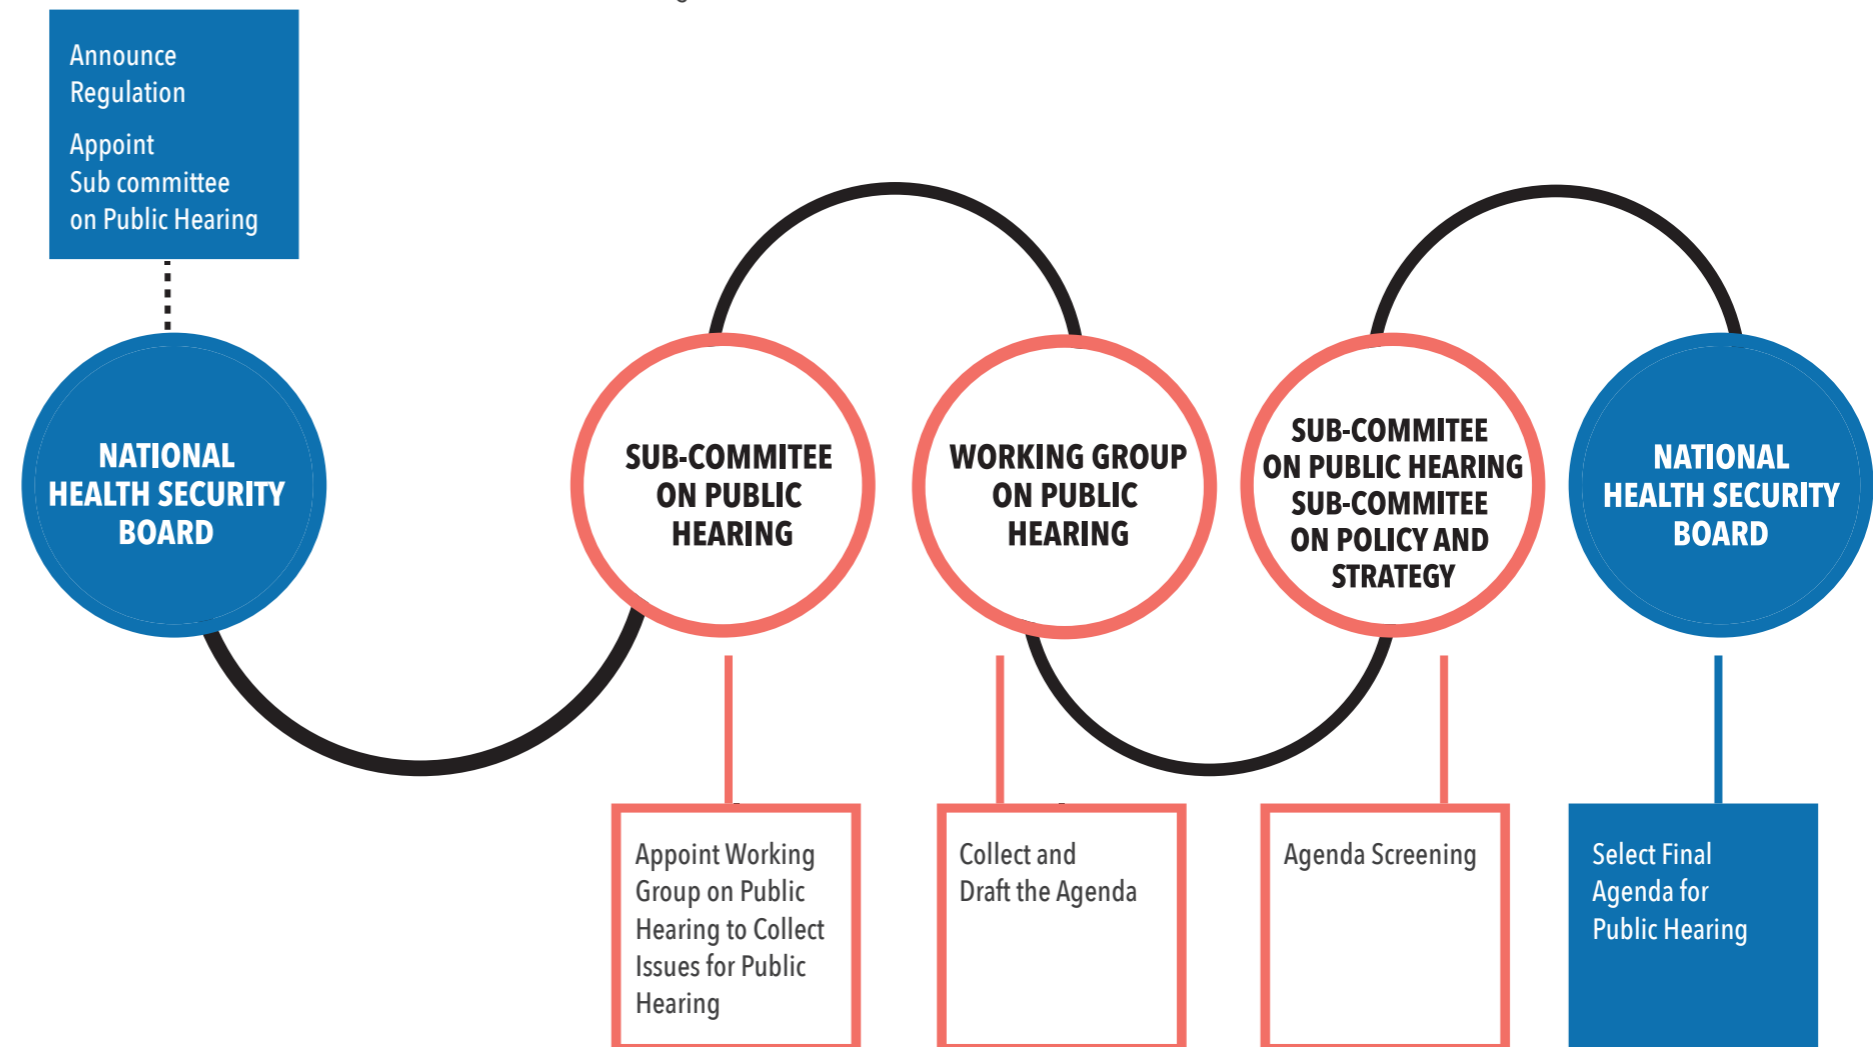 Announce
Regulation
Appoint
Sub committee
on Public Hearing
NATIONAL
HEALTH SECURITY
BOARD
SUB-COMMITEE
ON PUBLIC
HEARING
WORKING GROUP
ON PUBLIC
HEARING
SUB-COMMITEE
ON PUBLIC HEARING
SUB-COMMITEE
ON POLICY AND
STRATEGY
NATIONAL
HEALTH SECURITY
BOARD
Appoint Working
Group on Public
Hearing to Collect
Issues for Public
Hearing
Collect and
Draft the Agenda
Agenda Screening
Select Final
Agenda for
Public Hearing